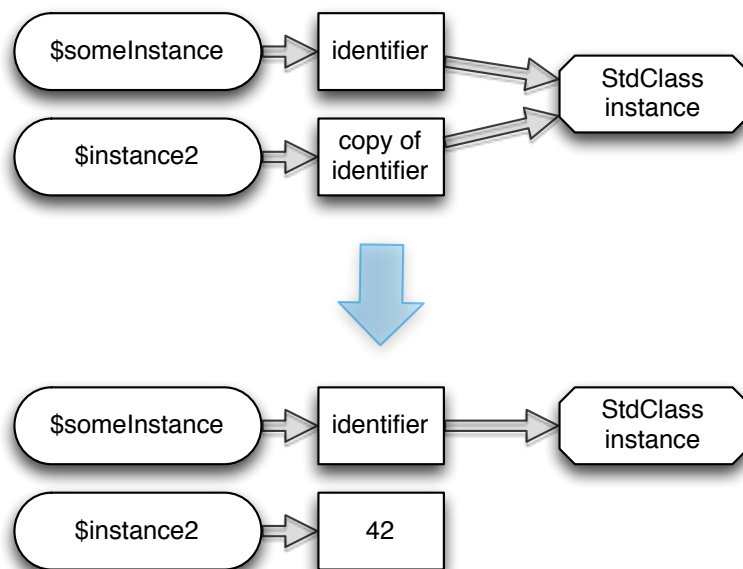 $someInstance
identifier
StdClass
instance
$instance2
copy of
identifier
$someInstance
identifier
StdClass
instance
$instance2
42